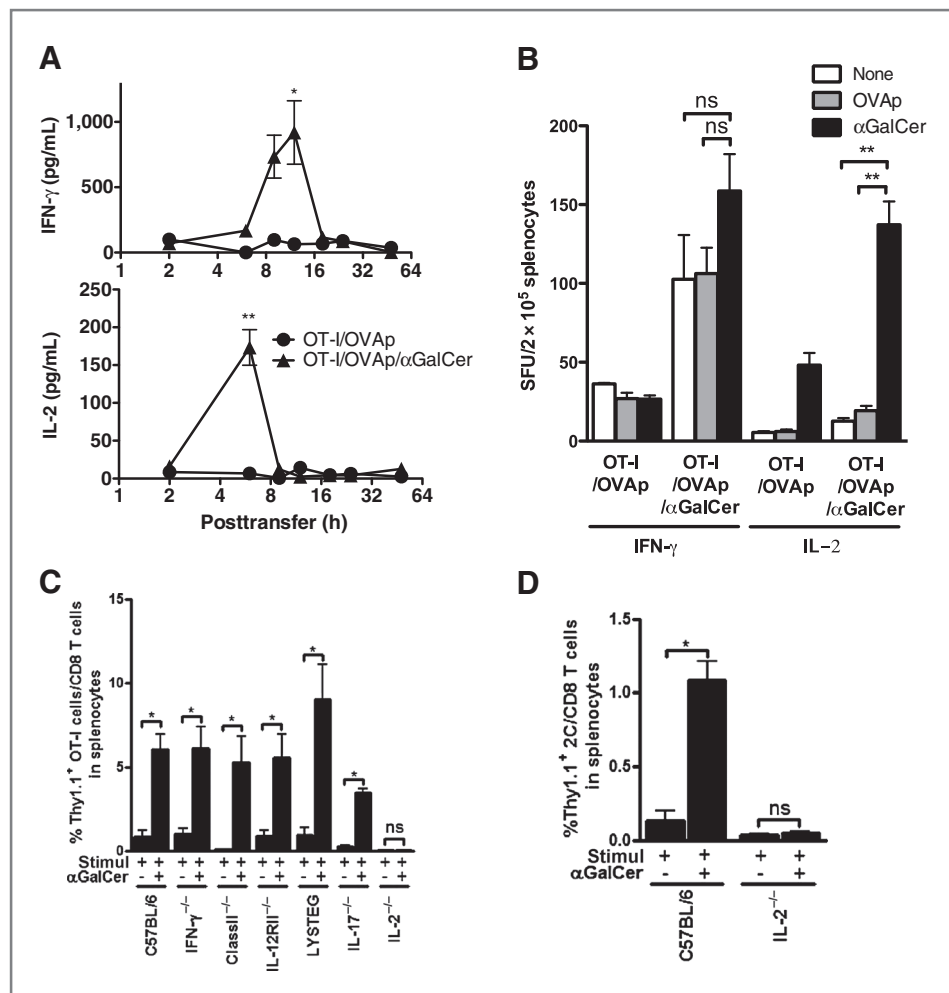 A
*
1,000
500
0
IFN-γ (pg/mL)
1 2 4 8 16 32 64
250
200
150
100
50
0
IL-2 (pg/mL)
**
OT-I/OVAp
OT-I/OVAp/αGalCer
1 2 4 8 16 32 64
Posttransfer (h)
B
None
OVAp
αGalCer
ns
ns
**
**
200
150
100
50
0
SFU/2 × 10⁵ splenocytes
OT-I /OVAp
OT-I /OVAp /αGalCer
OT-I /OVAp
OT-I /OVAp /αGalCer
IFN-γ
IL-2
C
% Thy1.1⁺ OT-I cells/CD8 T cells
in splenocytes
15
10
5
0
* * * * * * ns
Stimul + + + + + + + + + + + + + +
αGalCer - + - + - + - + - + - + - +
C57BL/6
IFN-γ⁻/⁻
ClassII⁻/⁻
IL-12RII⁻/⁻
LYSTEG
IL-17⁻/⁻
IL-2⁻/⁻
D
%Thy1.1⁺ 2C/CD8 T cells
in splenocytes
1.5
1.0
0.5
0.0
*
ns
Stimul + + + +
αGalCer - + - +
C57BL/6
IL-2⁻/⁻